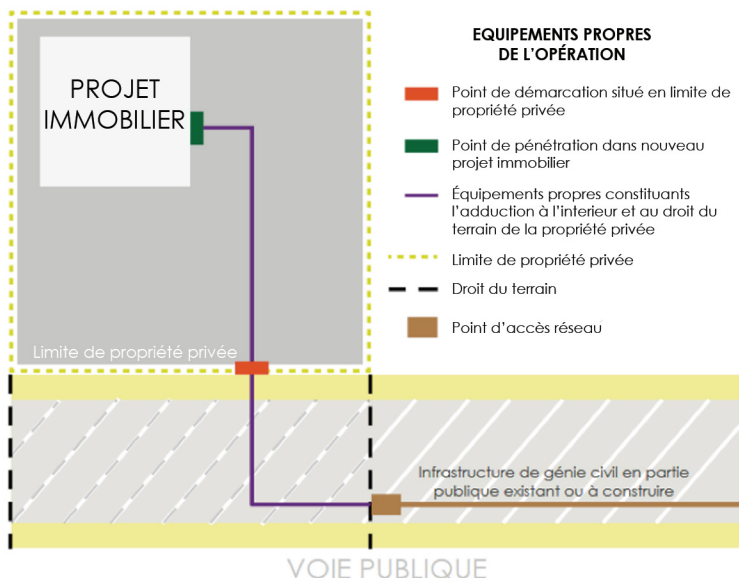 PROJET
IMMOBILIER
Limite de propriété privée
EQUIPEMENTS PROPRES
DE L'OPÉRATION
Point de démarcation situé en limite de
propriété privée
Point de pénétration dans nouveau
projet immobilier
Équipements propres constituants
l'adduction à l'interieur et au droit du
terrain de la propriété privée
Limite de propriété privée
Droit du terrain
Point d'accès réseau
Infrastructure de génie civil en partie
publique existant ou à construire
VOIE PUBLIQUE